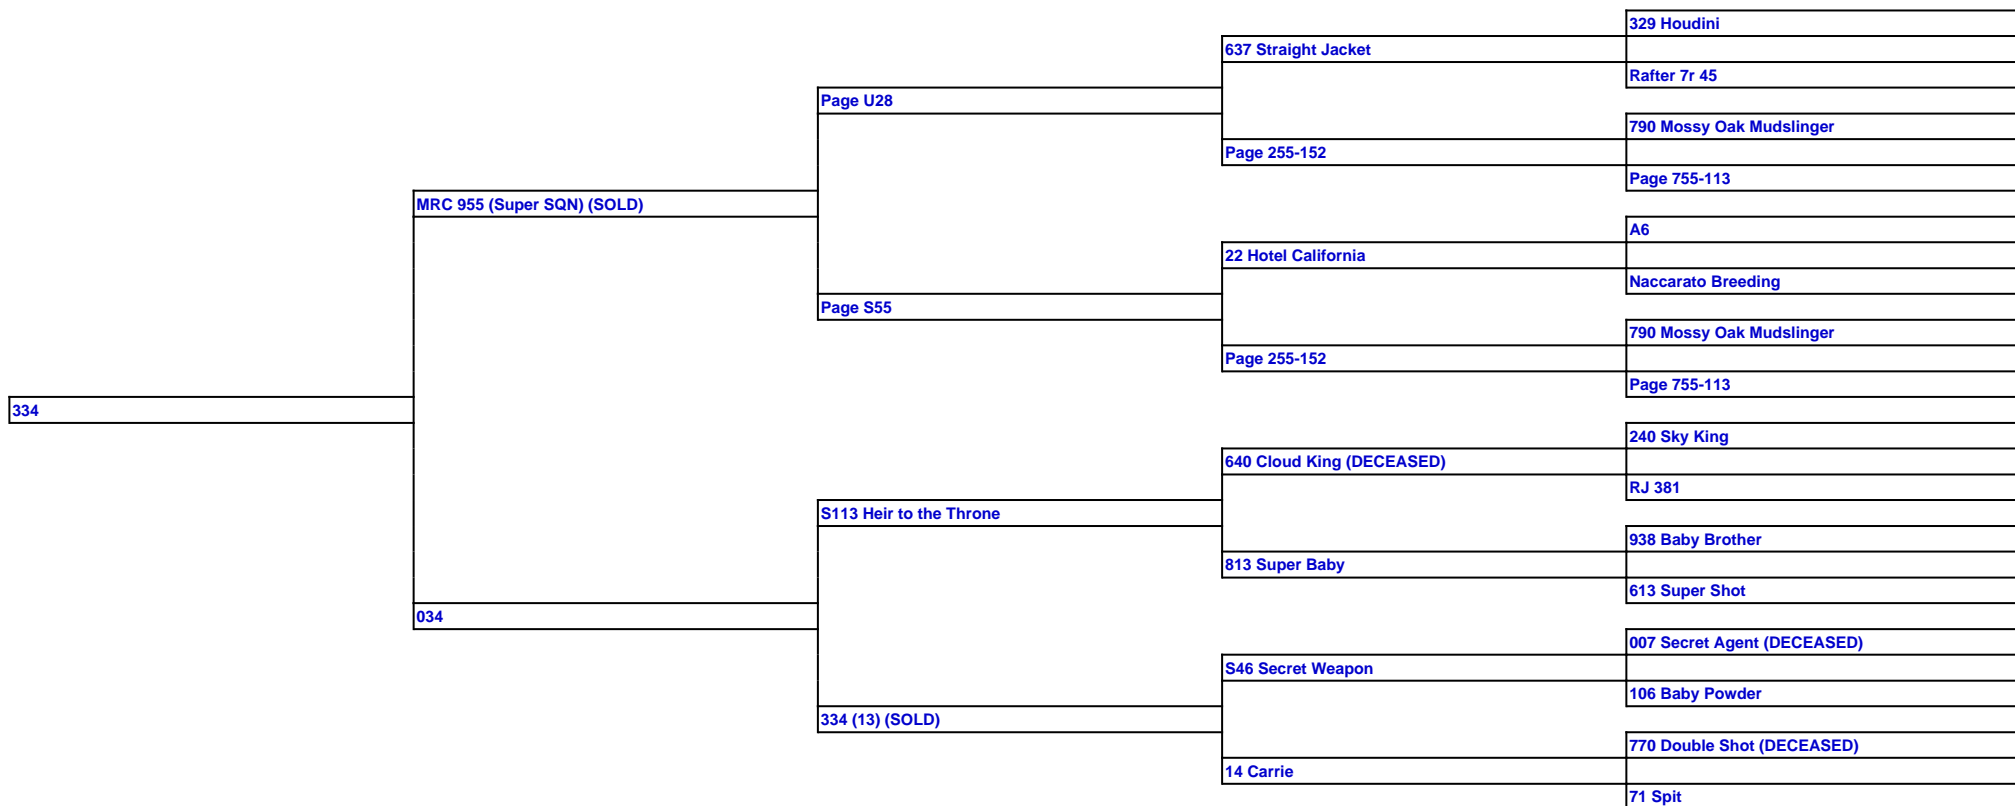 329 Houdini
637 Straight Jacket
Rafter 7r 45
Page U28
790 Mossy Oak Mudslinger
Page 255-152
Page 755-113
MRC 955 (Super SQN) (SOLD)
A6
22 Hotel California
Naccarato Breeding
Page S55
790 Mossy Oak Mudslinger
Page 255-152
Page 755-113
334
240 Sky King
640 Cloud King (DECEASED)
RJ 381
S113 Heir to the Throne
938 Baby Brother
813 Super Baby
613 Super Shot
034
007 Secret Agent (DECEASED)
S46 Secret Weapon
106 Baby Powder
334 (13) (SOLD)
770 Double Shot (DECEASED)
14 Carrie
71 Spit